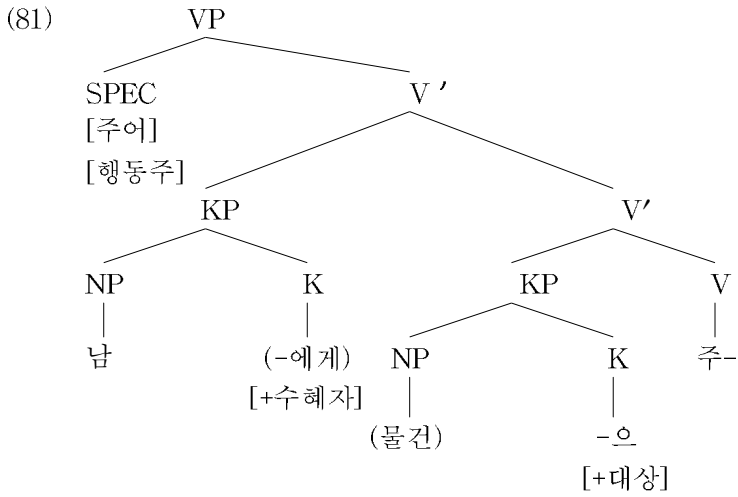 (81) VP
SPEC V′
[주어]
[행동주]
KP V′
NP K KP V
남 (-에게) NP K 주-
[+수혜자]
(물건) -으
[+대상]